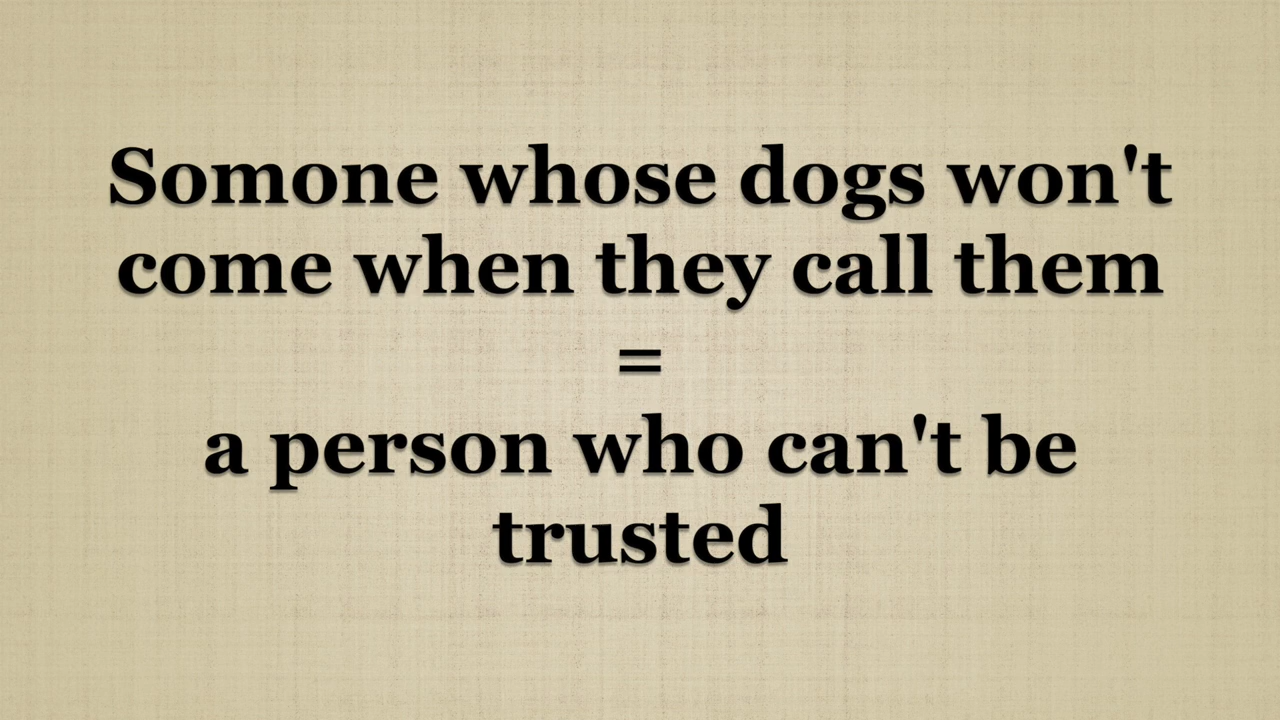 Somone whose dogs won't
come when they call them
=
a person who can't be
trusted